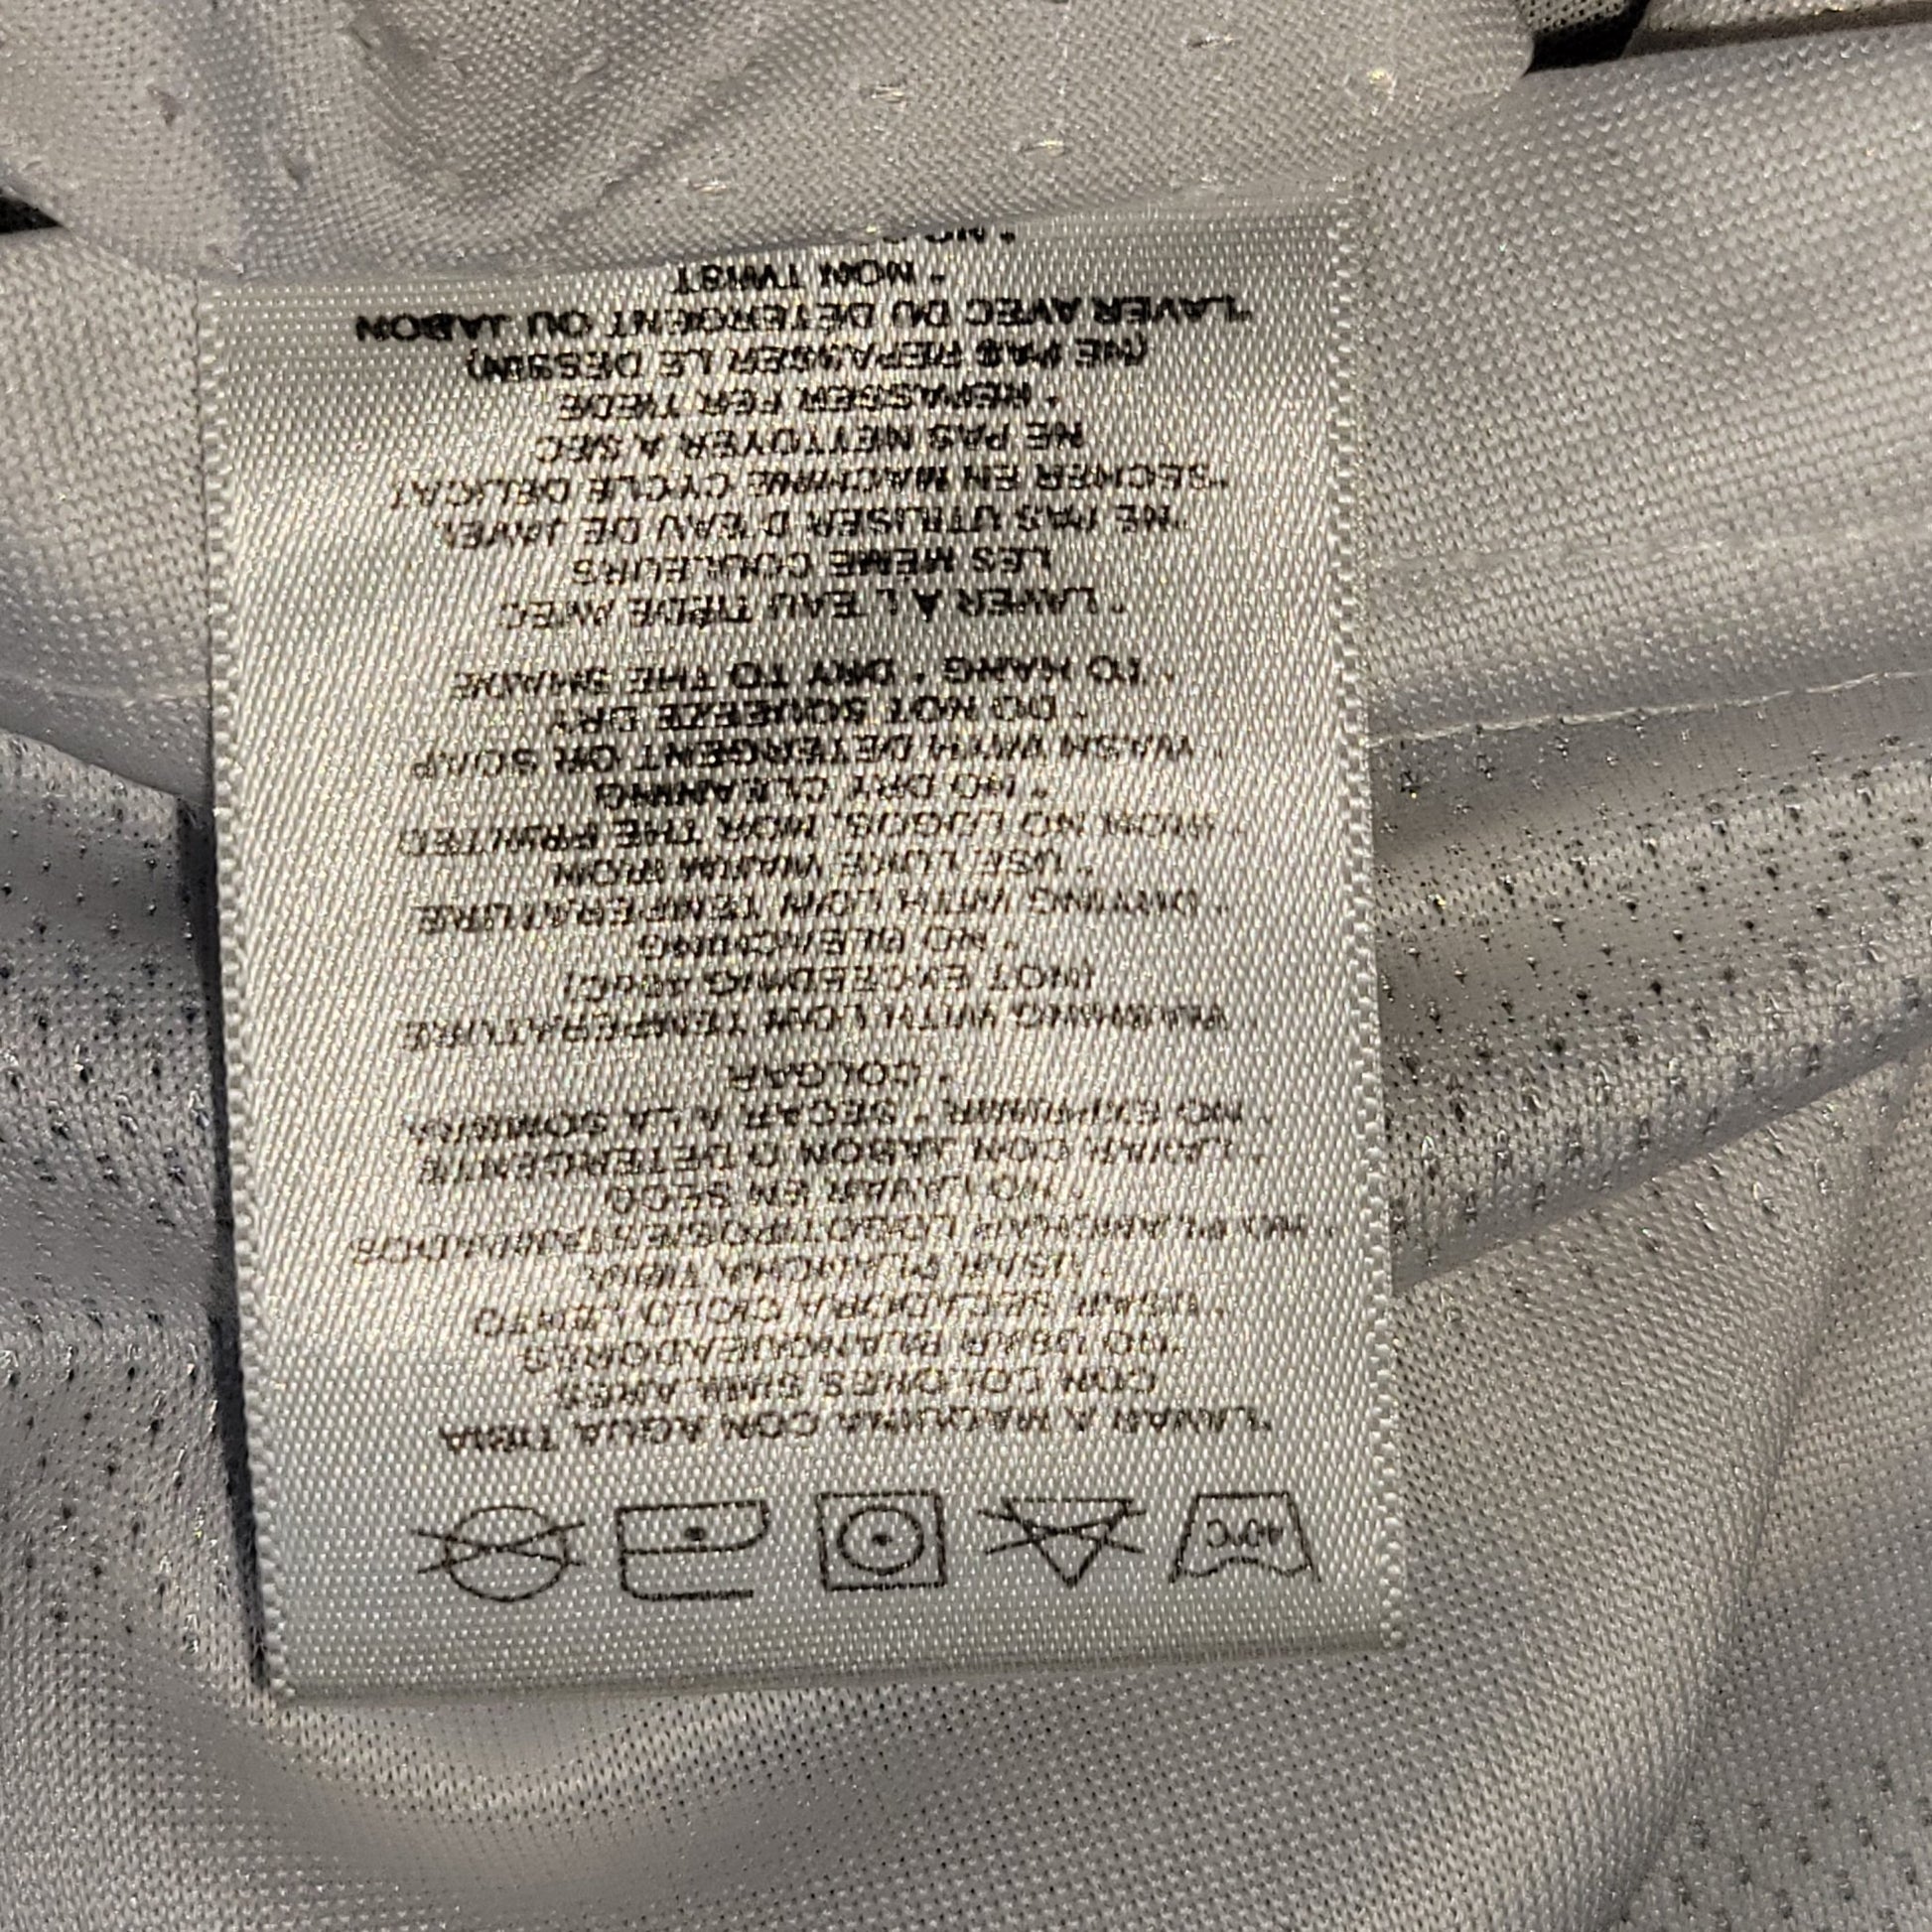 40ºC
*LAVAR A MAQUINA CON AGUA TIBIA
CON COLORES SIMILARES
*NO USAR BLANQUEADORES
*USAR SECADORA CICLO LENTO
*USAR PLANCHA TIBIA
*NO PLANCHAR LOGOTIPOS/ESTAMPADOS
*NO LAVAR EN SECO
*LAVAR CON JABON O DETERGENTE
*NO EXPRIMIR * SECAR A LA SOMBRA
* COLGAR
*WASHING WITH LOW TEMPERATURE
(NOT EXCEEDING 40ºC)
* NO BLEACHING
* DRYING WITH LOW TEMPERATURE
* USE LUKE WARM IRON
* IRON NO LOGOS, NOR THE PRINTED
* NO DRY CLEANING
* WASH WITH DETERGENT OR SOAP
* DO NOT SQUEEZE DRY
* TO HANG * DRY TO THE SHADE
* LAVER À L'EAU TIÈDE AVEC
LES MEME COULEURS
*NE PAS UTILISER D'EAU DE JAVEL
*SECHER EN MACHINE CYCLE DELICAT
NE PAS NETTOYER A SEC
* REPASSER FER TIEDE
(NE PAS REPASSER LE DESSIN)
*LAVER AVEC DU DÉTERGENT OU JABON
* NON TWIST